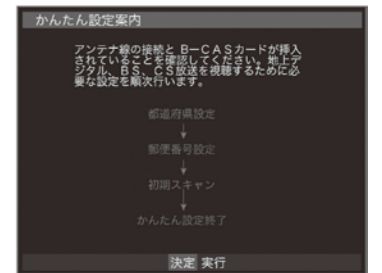 かんたん設定案内
アンテナ線の接続と B－CASカードが挿入
されていることを確認してください。地上デ
ジタル、BS、CS放送を視聴するために必
要な設定を順次行います。
都道府県設定
↓
郵便番号設定
↓
初期スキャン
↓
かんたん設定終了
決定 実行